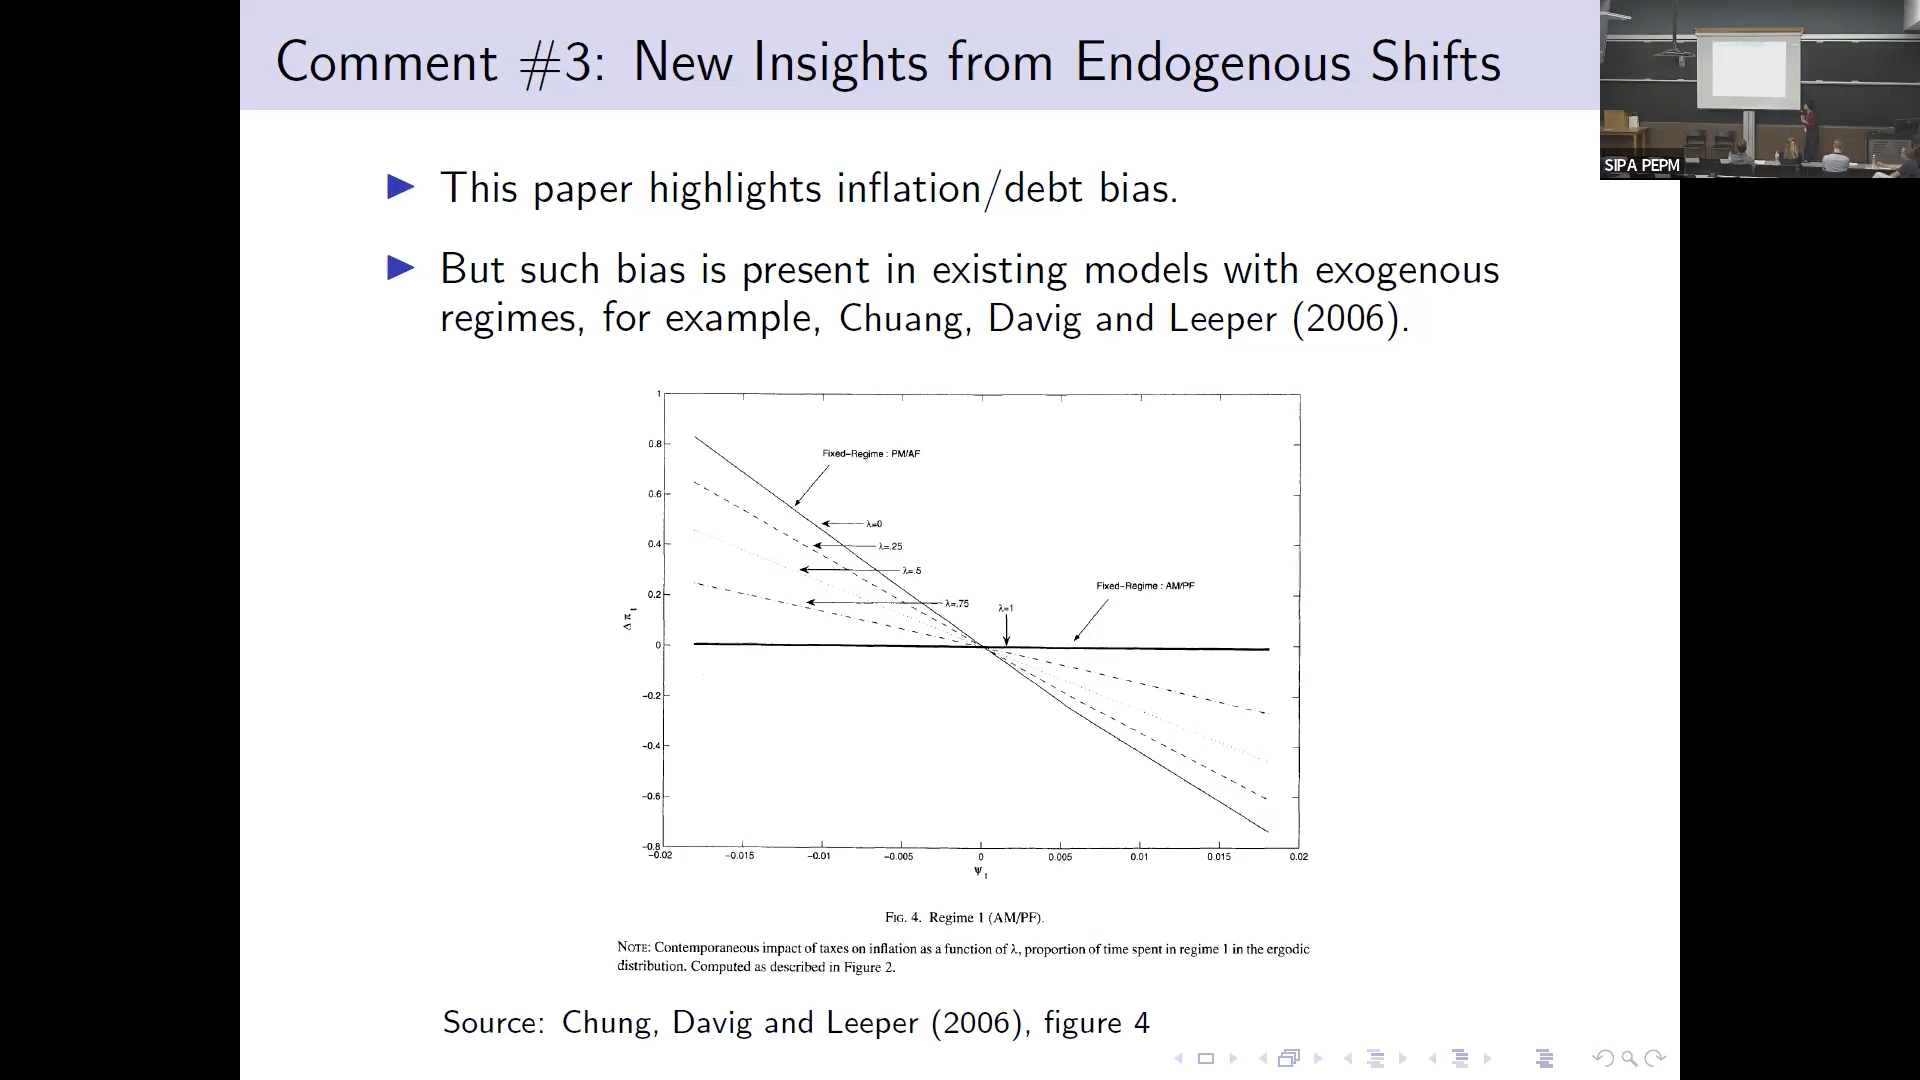 Comment #3: New Insights from Endogenous Shifts
SIPA PEPM
This paper highlights inflation/debt bias.
But such bias is present in existing models with exogenous
regimes, for example, Chuang, Davig and Leeper (2006).
1
0.8
0.6
0.4
0.2
0
−0.2
−0.4
−0.6
−0.8
Δ π t
Fixed−Regime : PM/AF
λ=0
λ=.25
λ=.5
λ=.75
λ=1
Fixed−Regime : AM/PF
−0.02 −0.015 −0.01 −0.005 0 0.005 0.01 0.015 0.02
ψ t
FIG. 4. Regime 1 (AM/PF).
NOTE: Contemporaneous impact of taxes on inflation as a function of λ, proportion of time spent in regime 1 in the ergodic
distribution. Computed as described in Figure 2.
Source: Chung, Davig and Leeper (2006), figure 4